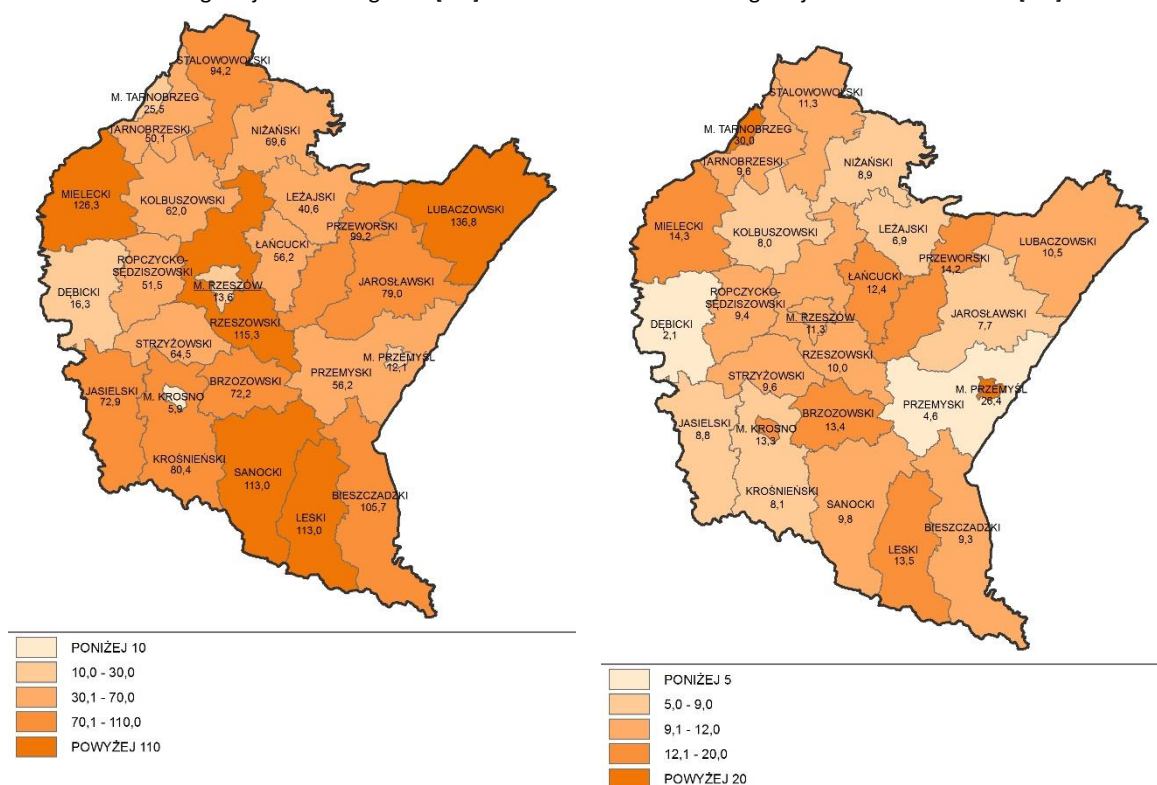 STALOWOWOLSKI
94,2
M. TARNOBRZEG
25,5
TARNOBRZESKI
50,1
NIŻAŃSKI
69,6
MIELECKI
126,3
KOLBUSZOWSKI
62,0
LEŻAJSKI
40,6
LUBACZOWSKI
136,8
PRZEWORSKI
99,2
ŁAŃCUCKI
56,2
ROPCZYCKO-
SĘDZISZOWSKI
51,5
JAROSŁAWSKI
79,0
DĘBICKI
16,3
M. RZESZÓW
13,6
RZESZOWSKI
115,3
STRZYŻOWSKI
64,5
M. PRZEMYŚL
12,1
PRZEMYSKI
56,2
BRZOZOWSKI
72,2
JASIELSKI
72,9
M. KROSNO
5,9
KROŚNIEŃSKI
80,4
SANOCKI
113,0
BIESZCZADZKI
105,7
LESKI
113,0
PONIŻEJ 10
10,0 - 30,0
30,1 - 70,0
70,1 - 110,0
POWYŻEJ 110
STALOWOWOLSKI
11,3
M. TARNOBRZEG
30,0
TARNOBRZESKI
9,6
NIŻAŃSKI
8,9
MIELECKI
14,3
KOLBUSZOWSKI
8,0
LEŻAJSKI
6,9
LUBACZOWSKI
10,5
PRZEWORSKI
14,2
ŁAŃCUCKI
12,4
ROPCZYCKO-
SĘDZISZOWSKI
9,4
JAROSŁAWSKI
7,7
DĘBICKI
2,1
M. RZESZÓW
11,3
RZESZOWSKI
10,0
STRZYŻOWSKI
9,6
M. PRZEMYŚL
26,4
PRZEMYSKI
4,6
BRZOZOWSKI
13,4
JASIELSKI
8,8
M. KROSNO
13,3
KROŚNIEŃSKI
8,1
SANOCKI
9,8
BIESZCZADZKI
9,3
LESKI
13,5
PONIŻEJ 5
5,0 - 9,0
9,1 - 12,0
12,1 - 20,0
POWYŻEJ 20